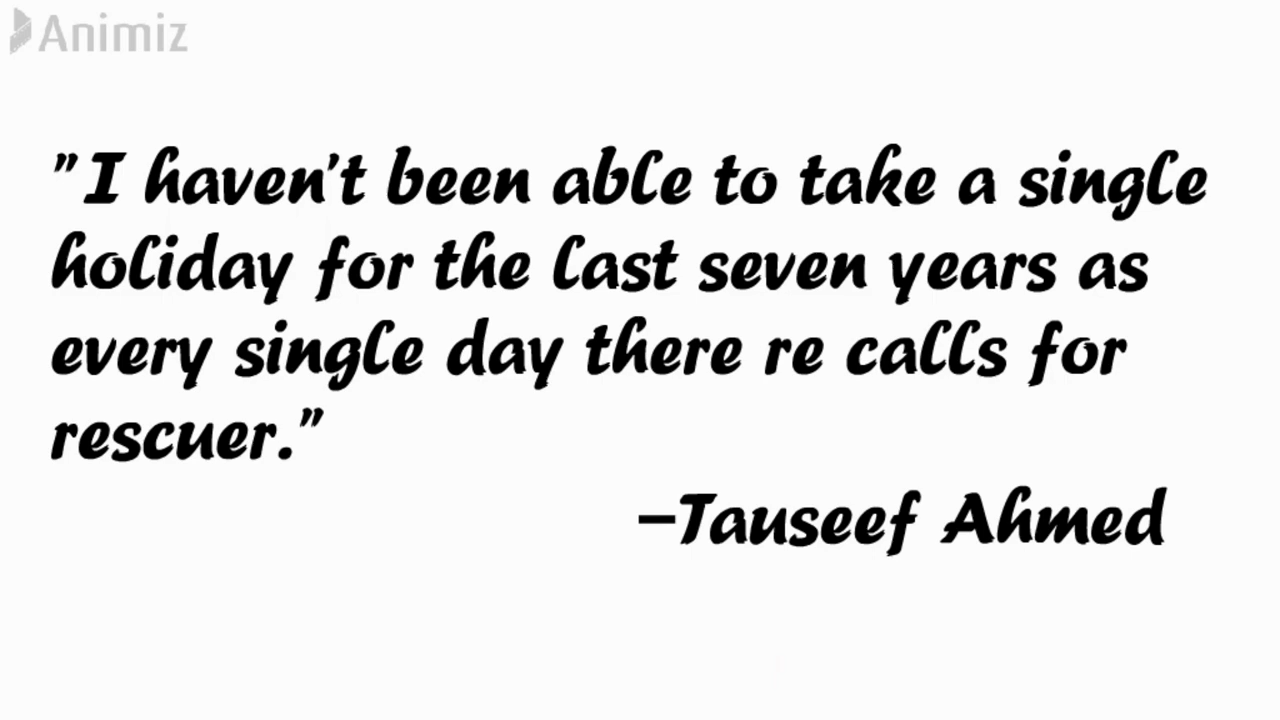 Animiz
"I haven't been able to take a single
holiday for the last seven years as
every single day there re calls for
rescuer."
–Tauseef Ahmed